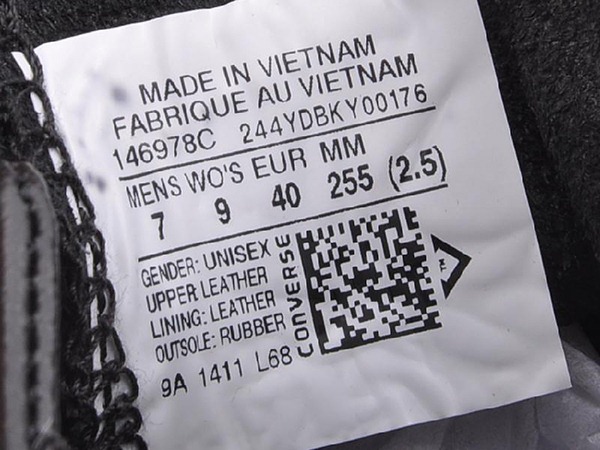 MADE IN VIETNAM
FABRIQUE AU VIETNAM
146978C 244YDBKY00176
MENS WO'S EUR MM
7 9 40 255 (2.5)
GENDER: UNISEX
UPPER LEATHER
LINING: LEATHER
OUTSOLE: RUBBER
9A 1411 L68
CONVERSE